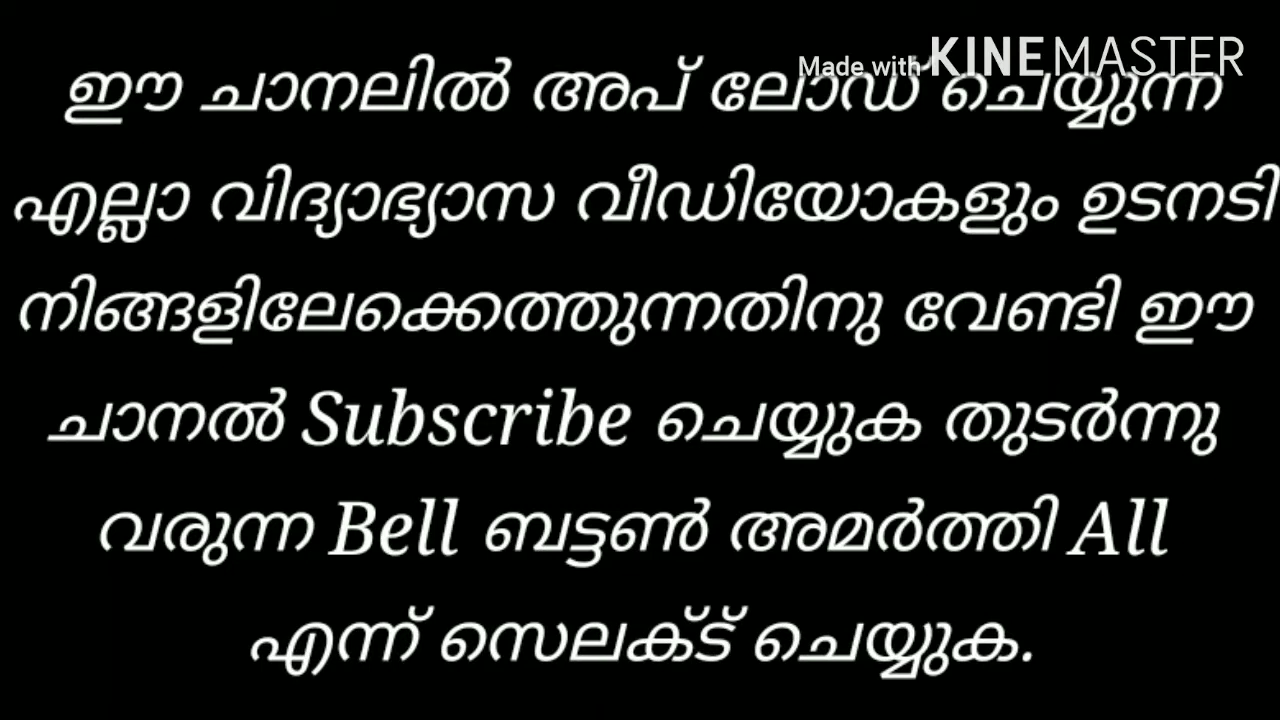 Made with KINEMASTER
ഈ ചാനലിൽ അപ് ലോഡ് ചെയ്യുന്ന
എല്ലാ വിദ്യാഭ്യാസ വീഡിയോകളും ഉടനടി
നിങ്ങളിലേക്കെത്തുന്നതിനു വേണ്ടി ഈ
ചാനൽ Subscribe ചെയ്യുക തുടർന്നു
വരുന്ന Bell ബട്ടൺ അമർത്തി All
എന്ന് സെലക്ട് ചെയ്യുക.